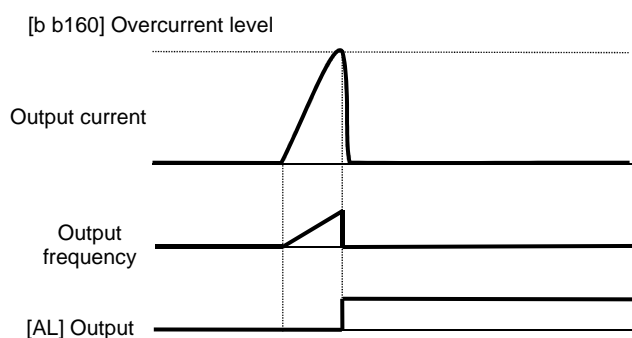 [b b160] Overcurrent level
Output current
Output
frequency
[AL] Output